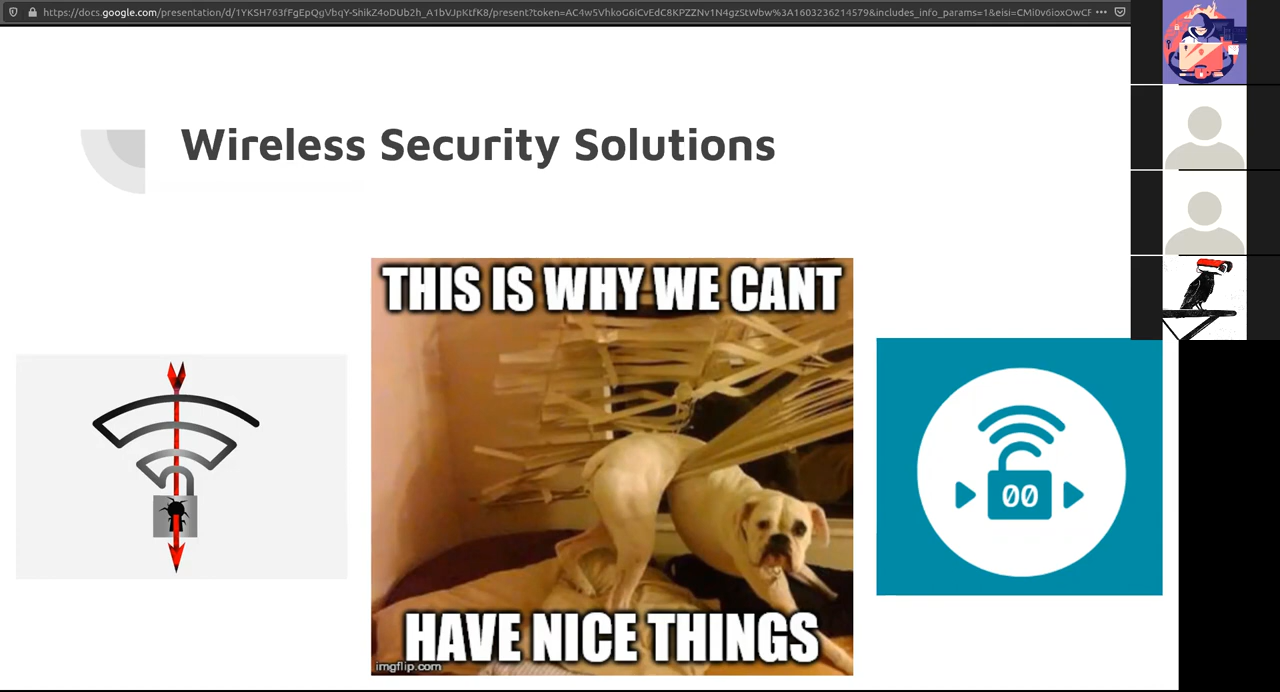 https://docs.google.com/presentation/d/1YKSH763fFgEpQgVbqY-ShikZ4oDUb2h_A1bVJpKtfK8/present?token=AC4w5VhkoG6iCvEdC8KPZZNv1N4gzStWbw%3A1603236214579&includes_info_params=1&eisi=CMi0v6ioxOwCF
Wireless Security Solutions
THIS IS WHY WE CANT
HAVE NICE THINGS
imgflip.com
00